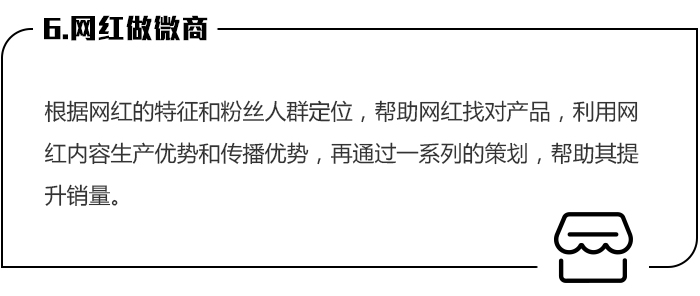 6.网红做微商
根据网红的特征和粉丝人群定位，帮助网红找对产品，利用网
红内容生产优势和传播优势，再通过一系列的策划，帮助其提
升销量。